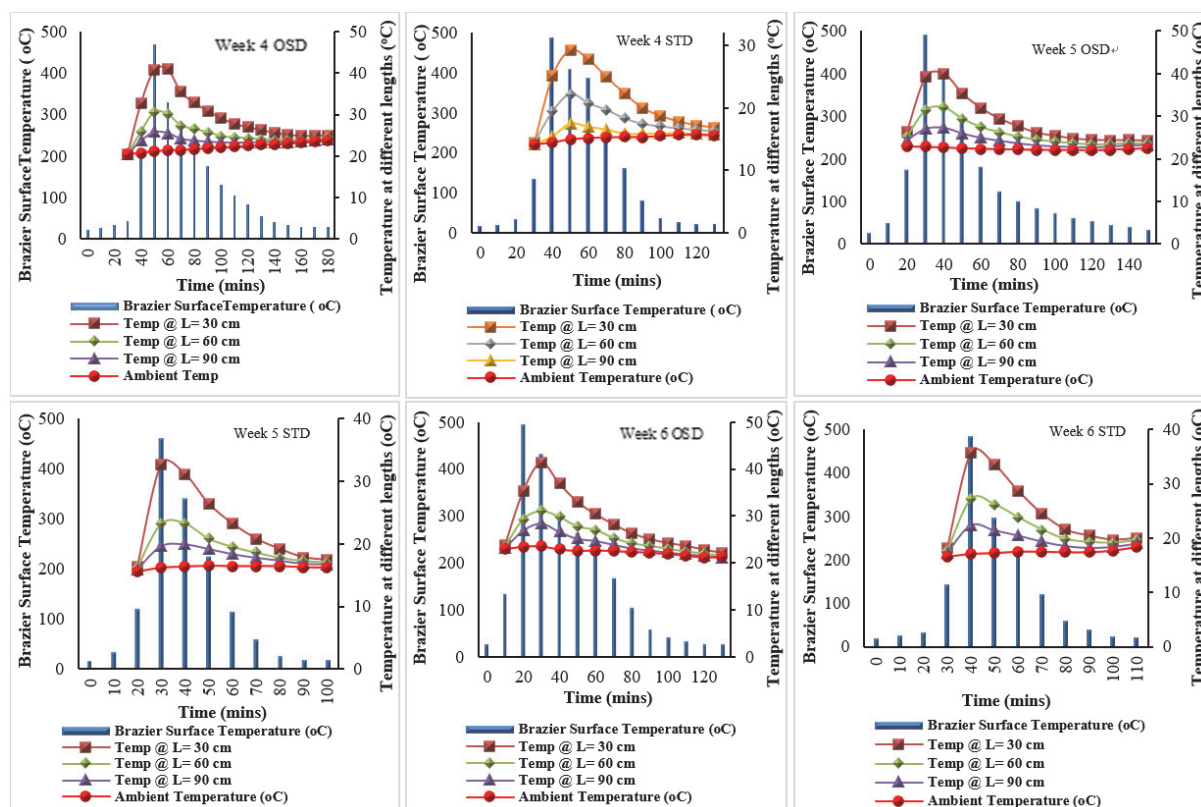 Week 4 OSD
Brazier SurfaceTemperature ( oC)
500
400
300
200
100
0
50
40
30
20
10
0
Temperature at different lengths (°C)
0 20 40 60 80 100 120 140 160 180
Time (mins)
Brazier SurfaceTemperature ( oC)
Temp @ L= 30 cm
Temp @ L= 60 cm
Temp @ L= 90 cm
Ambient Temp
Week 4 STD
Brazier Surface Temperature ( oC)
500
400
300
200
100
0
30
20
10
0
Temperature at different lengths (oC)
0 20 40 60 80 100 120
Time (mins)
Brazier Surface Temperature ( oC)
Temp @ L= 30 cm
Temp @ L= 60 cm
Temp @ L= 90 cm
Ambient Temperature (oC)
Week 5 OSD↵
Brazier Surface Temperature (oC)
500
400
300
200
100
0
50
40
30
20
10
0
Temperature at different lengths (oC)
0 20 40 60 80 100 120 140
Time (mins)
Brazier Surface Temperature (oC)
Temp @ L= 30 cm
Temp @ L= 60 cm
Temp @ L= 90 cm
Ambient Temperature (oC)
Week 5 STD
Brazier Surface Temperature (oC)
500
400
300
200
100
0
40
30
20
10
0
Temperature at different lengths (oC)
0 10 20 30 40 50 60 70 80 90 100
Time (mins)
Brazier Surface Temperature (oC)
Temp @ L= 30 cm
Temp @ L= 60 cm
Temp @ L= 90 cm
Ambient Temperature (oC)
Week 6 OSD
Brazier Surface Temperature (oC)
500
400
300
200
100
0
50
40
30
20
10
0
Temperature at different lengths (oC)
0 20 40 60 80 100 120
Time (mins)
Brazier Surface Temperature (oC)
Temp @ L= 30 cm
Temp @ L= 60 cm
Temp @ L= 90 cm
Ambient Temperature (oC)
Week 6 STD
Brazier Surface Temperature (oC)
500
400
300
200
100
0
40
30
20
10
0
Temperature at different lengths (oC)
0 10 20 30 40 50 60 70 80 90 100 110
Time (mins)
Brazier Surface Temperature (oC)
Temp @ L= 30 cm
Temp @ L= 60 cm
Temp @ L= 90 cm
Ambient Temperature (oC)